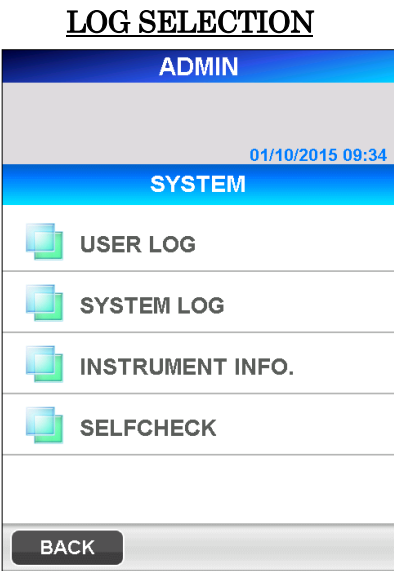 LOG SELECTION
ADMIN
01/10/2015 09:34
SYSTEM
USER LOG
SYSTEM LOG
INSTRUMENT INFO.
SELFCHECK
BACK